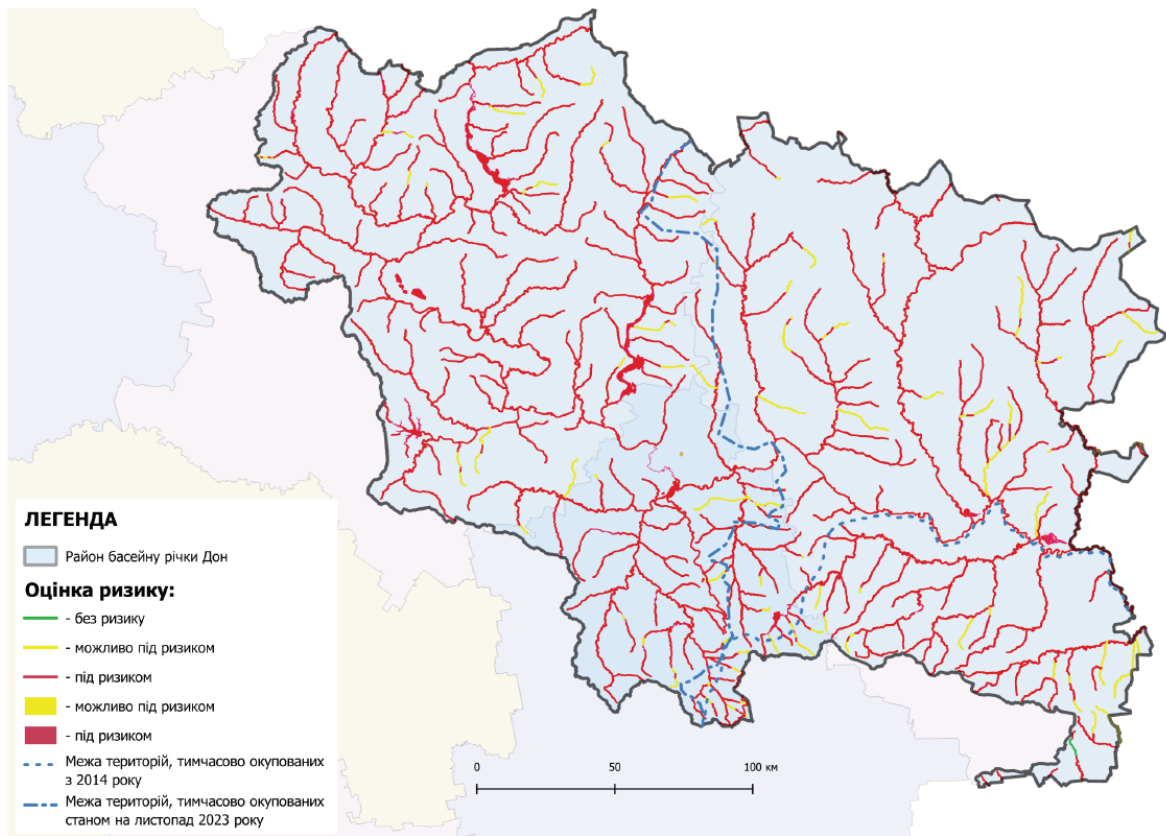 ЛЕГЕНДА
Район басейну річки Дон
Оцінка ризику:
- без ризику
- можливо під ризиком
- під ризиком
- можливо під ризиком
- під ризиком
Межа територій, тимчасово окупованих
з 2014 року
Межа територій, тимчасово окупованих
станом на листопад 2023 року
0 50 100 км